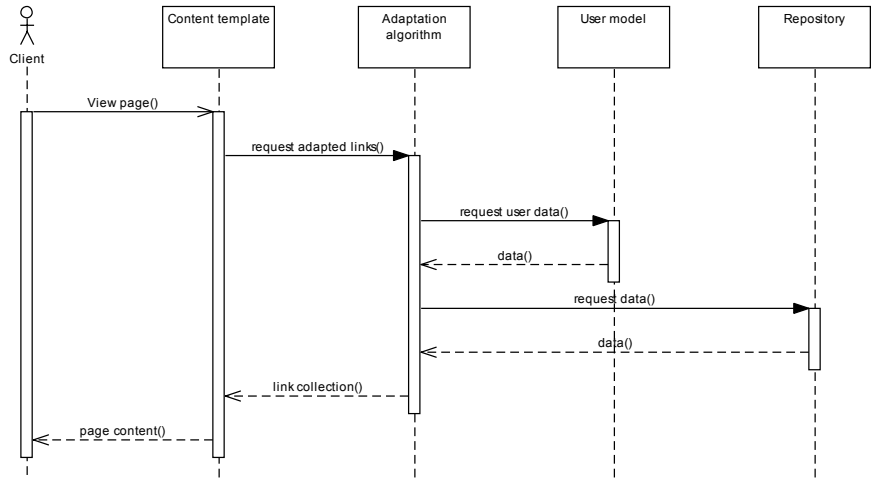 Client
Content template
Adaptation
algorithm
User model
Repository
View page()
request adapted links()
request user data()
data()
request data()
data()
link collection()
page content()